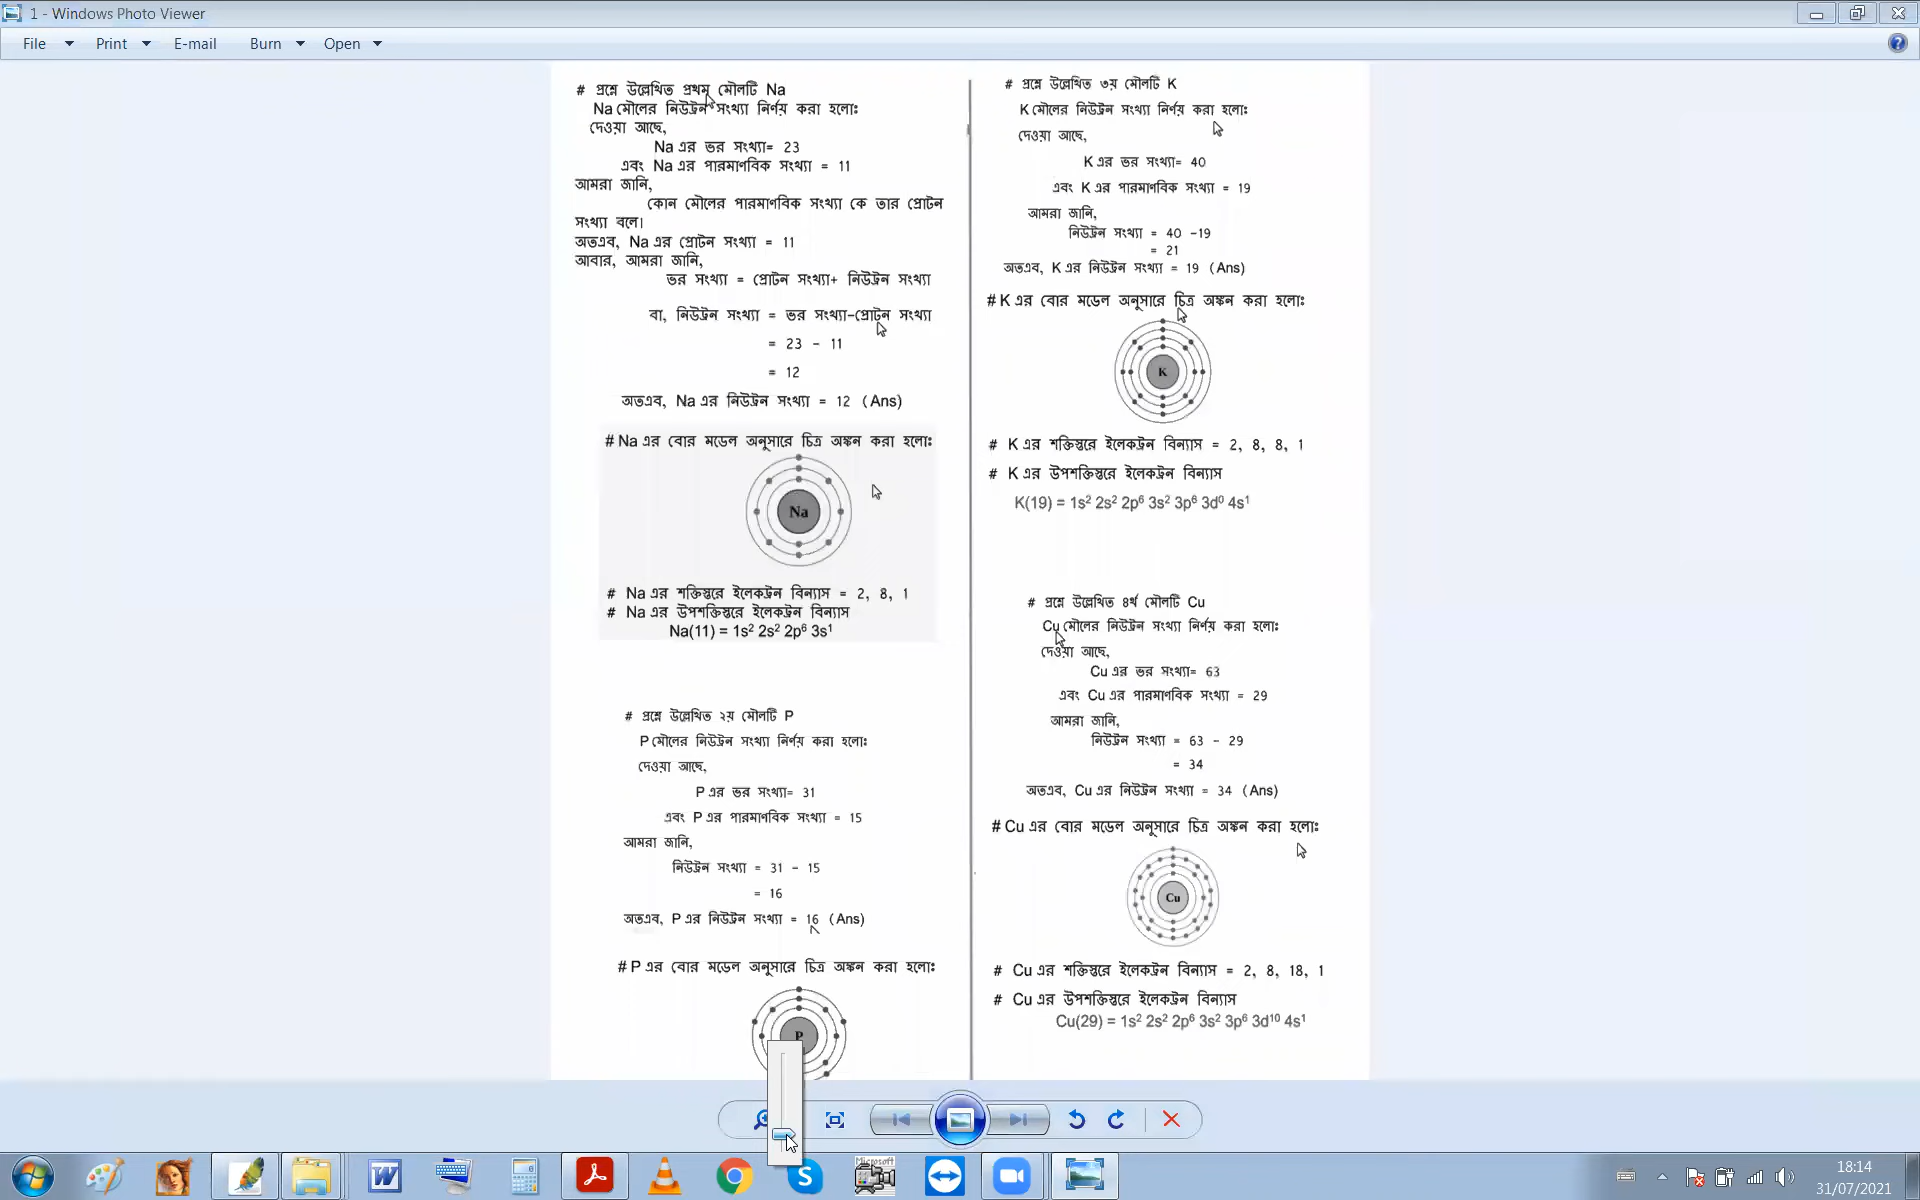 1 - Windows Photo Viewer
File Print E-mail Burn Open
# প্রশ্নে উল্লেখিত প্রথম মৌলটি Na
Na মৌলের নিউট্রন সংখ্যা নির্ণয় করা হলোঃ
দেওয়া আছে,
Na এর ভর সংখ্যা= 23
এবং Na এর পারমাণবিক সংখ্যা = 11
আমরা জানি,
কোন মৌলের পারমাণবিক সংখ্যা কে তার প্রোটন
সংখ্যা বলে।
অতএব, Na এর প্রোটন সংখ্যা = 11
আবার, আমরা জানি,
ভর সংখ্যা = প্রোটন সংখ্যা+ নিউট্রন সংখ্যা
বা, নিউট্রন সংখ্যা = ভর সংখ্যা-প্রোটন সংখ্যা
= 23 - 11
= 12
অতএব, Na এর নিউট্রন সংখ্যা = 12 (Ans)
# Na এর বোর মডেল অনুসারে চিত্র অঙ্কন করা হলোঃ
Na
# Na এর শক্তিস্তরে ইলেকট্রন বিন্যাস = 2, 8, 1
# Na এর উপশক্তিস্তরে ইলেকট্রন বিন্যাস
Na(11) = 1s² 2s² 2p⁶ 3s¹
# প্রশ্নে উল্লেখিত ২য় মৌলটি P
P মৌলের নিউট্রন সংখ্যা নির্ণয় করা হলোঃ
দেওয়া আছে,
P এর ভর সংখ্যা= 31
এবং P এর পারমাণবিক সংখ্যা = 15
আমরা জানি,
নিউট্রন সংখ্যা = 31 - 15
= 16
অতএব, P এর নিউট্রন সংখ্যা = 16 (Ans)
# P এর বোর মডেল অনুসারে চিত্র অঙ্কন করা হলোঃ
P
# প্রশ্নে উল্লেখিত ৩য় মৌলটি K
K মৌলের নিউট্রন সংখ্যা নির্ণয় করা হলোঃ
দেওয়া আছে,
K এর ভর সংখ্যা= 40
এবং K এর পারমাণবিক সংখ্যা = 19
আমরা জানি,
নিউট্রন সংখ্যা = 40 -19
= 21
অতএব, K এর নিউট্রন সংখ্যা = 19 (Ans)
# K এর বোর মডেল অনুসারে চিত্র অঙ্কন করা হলোঃ
K
# K এর শক্তিস্তরে ইলেকট্রন বিন্যাস = 2, 8, 8, 1
# K এর উপশক্তিস্তরে ইলেকট্রন বিন্যাস
K(19) = 1s² 2s² 2p⁶ 3s² 3p⁶ 3d⁰ 4s¹
# প্রশ্নে উল্লেখিত ৪র্থ মৌলটি Cu
Cu মৌলের নিউট্রন সংখ্যা নির্ণয় করা হলোঃ
দেওয়া আছে,
Cu এর ভর সংখ্যা= 63
এবং Cu এর পারমাণবিক সংখ্যা = 29
আমরা জানি,
নিউট্রন সংখ্যা = 63 - 29
= 34
অতএব, Cu এর নিউট্রন সংখ্যা = 34 (Ans)
# Cu এর বোর মডেল অনুসারে চিত্র অঙ্কন করা হলোঃ
Cu
# Cu এর শক্তিস্তরে ইলেকট্রন বিন্যাস = 2, 8, 18, 1
# Cu এর উপশক্তিস্তরে ইলেকট্রন বিন্যাস
Cu(29) = 1s² 2s² 2p⁶ 3s² 3p⁶ 3d¹⁰ 4s¹
Microsoft
18:14
31/07/2021